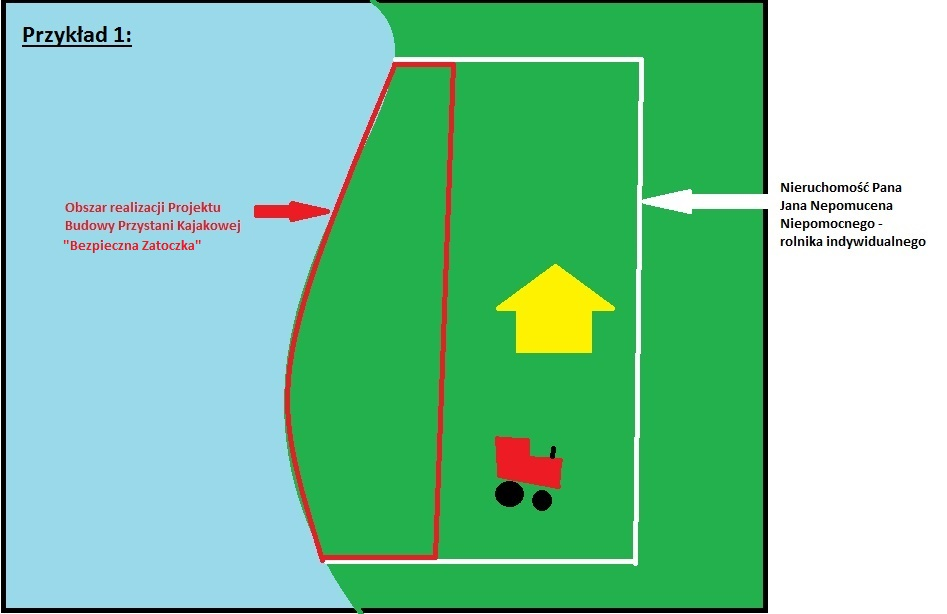 Przykład 1:
Obszar realizacji Projektu
Budowy Przystani Kajakowej
"Bezpieczna Zatoczka"
Nieruchomość Pana
Jana Nepomucena
Niepomocnego -
rolnika indywidualnego